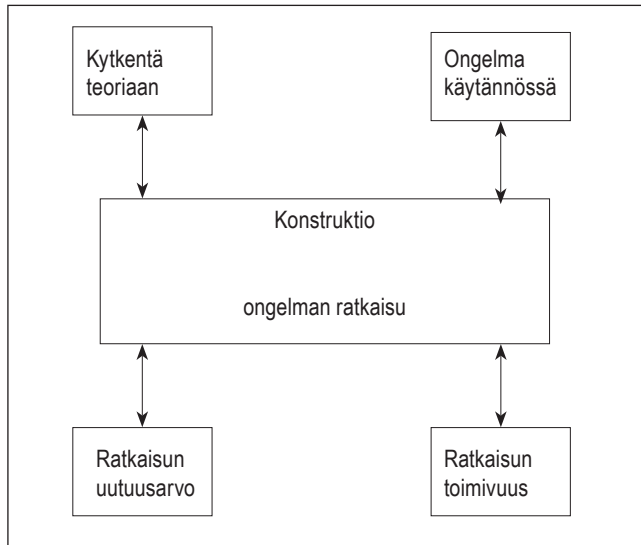 Kytkentä
teoriaan
Ongelma
käytännössä
Konstruktio
ongelman ratkaisu
Ratkaisun
uutuusarvo
Ratkaisun
toimivuus